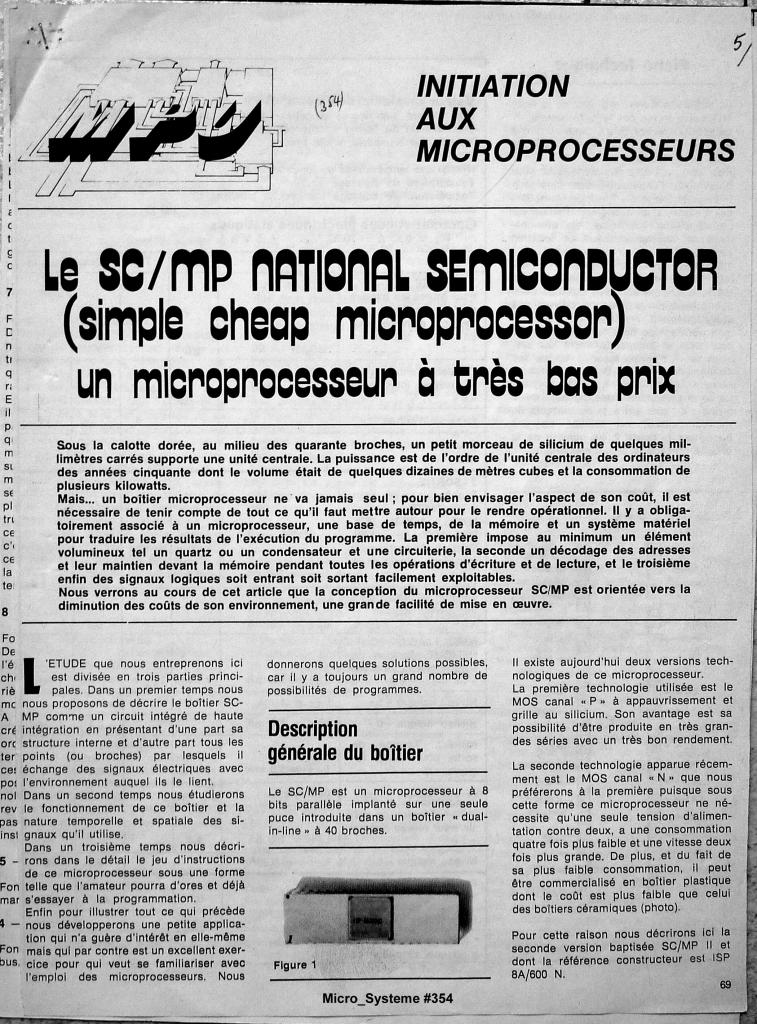 5/
MPU
(354)
INITIATION
AUX
MICROPROCESSEURS
Le SC/MP NATIONAL SEMICONDUCTOR
(simple cheap microprocessor)
un microprocesseur à très bas prix
Sous la calotte dorée, au milieu des quarante broches, un petit morceau de silicium de quelques mil-
limètres carrés supporte une unité centrale. La puissance est de l'ordre de l'unité centrale des ordinateurs
des années cinquante dont le volume était de quelques dizaines de mètres cubes et la consommation de
plusieurs kilowatts.
Mais... un boîtier microprocesseur ne va jamais seul ; pour bien envisager l'aspect de son coût, il est
nécessaire de tenir compte de tout ce qu'il faut mettre autour pour le rendre opérationnel. Il y a obliga-
toirement associé à un microprocesseur, une base de temps, de la mémoire et un système matériel
pour traduire les résultats de l'exécution du programme. La première impose au minimum un élément
volumineux tel un quartz ou un condensateur et une circuiterie, la seconde un décodage des adresses
et leur maintien devant la mémoire pendant toutes les opérations d'écriture et de lecture, et le troisième
enfin des signaux logiques soit entrant soit sortant facilement exploitables.
Nous verrons au cours de cet article que la conception du microprocesseur SC/MP est orientée vers la
diminution des coûts de son environnement, une grande facilité de mise en œuvre.
L'ETUDE que nous entreprenons ici
est divisée en trois parties princi-
pales. Dans un premier temps nous
nous proposons de décrire le boîtier SC-
MP comme un circuit intégré de haute
intégration en présentant d'une part sa
structure interne et d'autre part tous les
points (ou broches) par lesquels il
échange des signaux électriques avec
l'environnement auquel ils le lient.
Dans un second temps nous étudierons
le fonctionnement de ce boîtier et la
nature temporelle et spatiale des si-
gnaux qu'il utilise.
Dans un troisième temps nous décri-
rons dans le détail le jeu d'instructions
de ce microprocesseur sous une forme
telle que l'amateur pourra d'ores et déjà
s'essayer à la programmation.
Enfin pour illustrer tout ce qui précède
nous développerons une petite applica-
tion qui n'a guère d'intérêt en elle-même
mais qui par contre est un excellent exer-
cice pour qui veut se familiariser avec
l'emploi des microprocesseurs. Nous
donnerons quelques solutions possibles,
car il y a toujours un grand nombre de
possibilités de programmes.
Description
générale du boîtier
Le SC/MP est un microprocesseur à 8
bits parallèle implanté sur une seule
puce introduite dans un boîtier « dual-
in-line » à 40 broches.
Figure 1
Il existe aujourd'hui deux versions tech-
nologiques de ce microprocesseur.
La première technologie utilisée est le
MOS canal « P » à appauvrissement et
grille au silicium. Son avantage est sa
possibilité d'être produite en très gran-
des séries avec un très bon rendement.
La seconde technologie apparue récem-
ment est le MOS canal « N » que nous
préférerons à la première puisque sous
cette forme ce microprocesseur ne né-
cessite qu'une seule tension d'alimen-
tation contre deux, a une consommation
quatre fois plus faible et une vitesse deux
fois plus grande. De plus, et du fait de
sa plus faible consommation, il peut
être commercialisé en boîtier plastique
dont le coût est plus faible que celui
des boîtiers céramiques (photo).
Pour cette raison nous décrirons ici la
seconde version baptisée SC/MP II et
dont la référence constructeur est ISP
8A/600 N.
69
Micro_Systeme #354